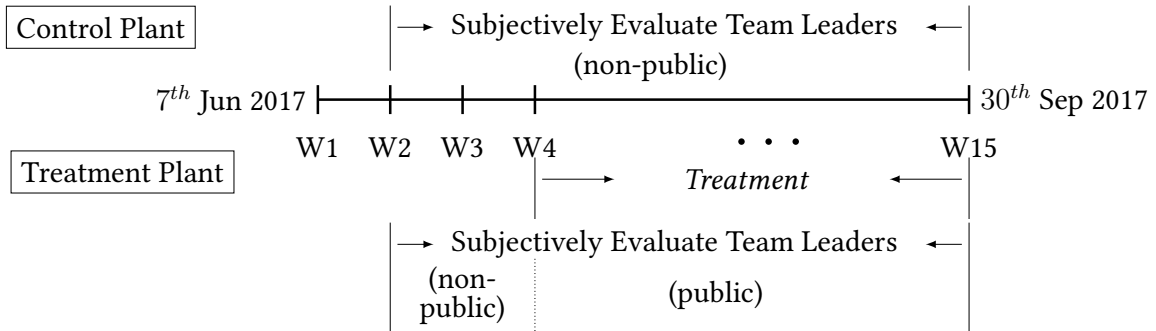 Control Plant
Subjectively Evaluate Team Leaders
(non-public)
7th Jun 2017
30th Sep 2017
W1 W2 W3 W4 • • • W15
Treatment Plant
Treatment
Subjectively Evaluate Team Leaders
(non-
public)
(public)